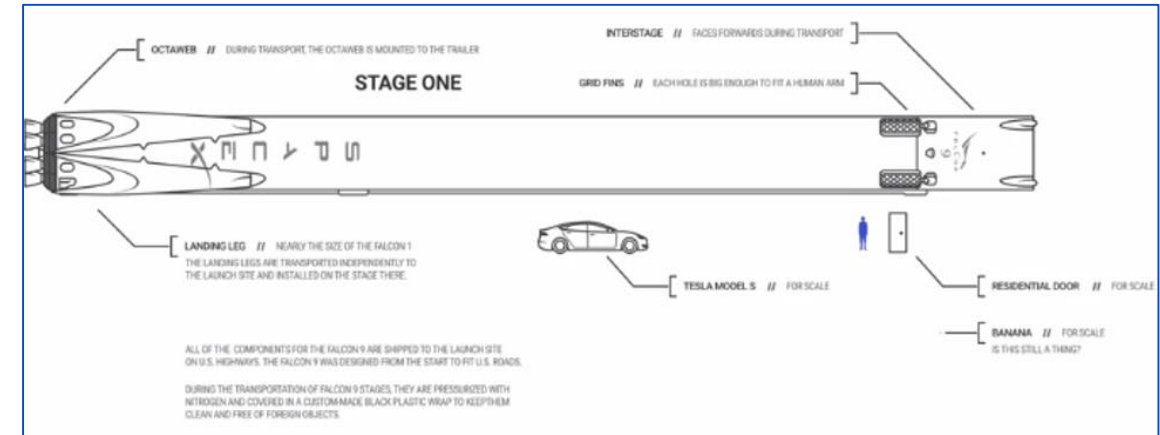 INTERSTAGE // FACES FORWARDS DURING TRANSPORT
OCTAWEB // DURING TRANSPORT, THE OCTAWEB IS MOUNTED TO THE TRAILER
STAGE ONE
GRID FINS // EACH HOLE IS BIG ENOUGH TO FIT A HUMAN ARM
SPACEX
FALCON 9
LANDING LEG // NEARLY THE SIZE OF THE FALCON 1
THE LANDING LEGS ARE TRANSPORTED INDEPENDENTLY TO
THE LAUNCH SITE AND INSTALLED ON THE STAGE THERE.
TESLA MODEL S // FOR SCALE
RESIDENTIAL DOOR // FOR SCALE
BANANA // FOR SCALE
IS THIS STILL A THING?
ALL OF THE COMPONENTS FOR THE FALCON 9 ARE SHIPPED TO THE LAUNCH SITE
ON U.S. HIGHWAYS. THE FALCON 9 WAS DESIGNED FROM THE START TO FIT U.S. ROADS.
DURING THE TRANSPORTATION OF FALCON 9 STAGES, THEY ARE PRESSURIZED WITH
NITROGEN AND COVERED IN A CUSTOM-MADE BLACK PLASTIC WRAP TO KEEP THEM
CLEAN AND FREE OF FOREIGN OBJECTS.